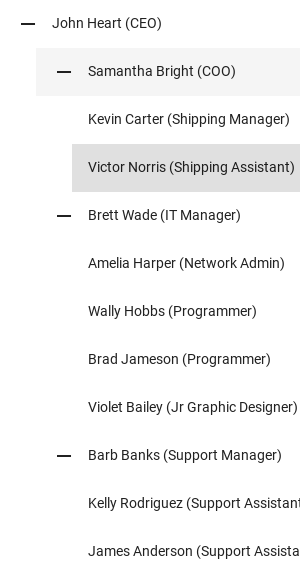 John Heart (CEO)
Samantha Bright (COO)
Kevin Carter (Shipping Manager)
Victor Norris (Shipping Assistant)
Brett Wade (IT Manager)
Amelia Harper (Network Admin)
Wally Hobbs (Programmer)
Brad Jameson (Programmer)
Violet Bailey (Jr Graphic Designer)
Barb Banks (Support Manager)
Kelly Rodriguez (Support Assistant
James Anderson (Support Assista